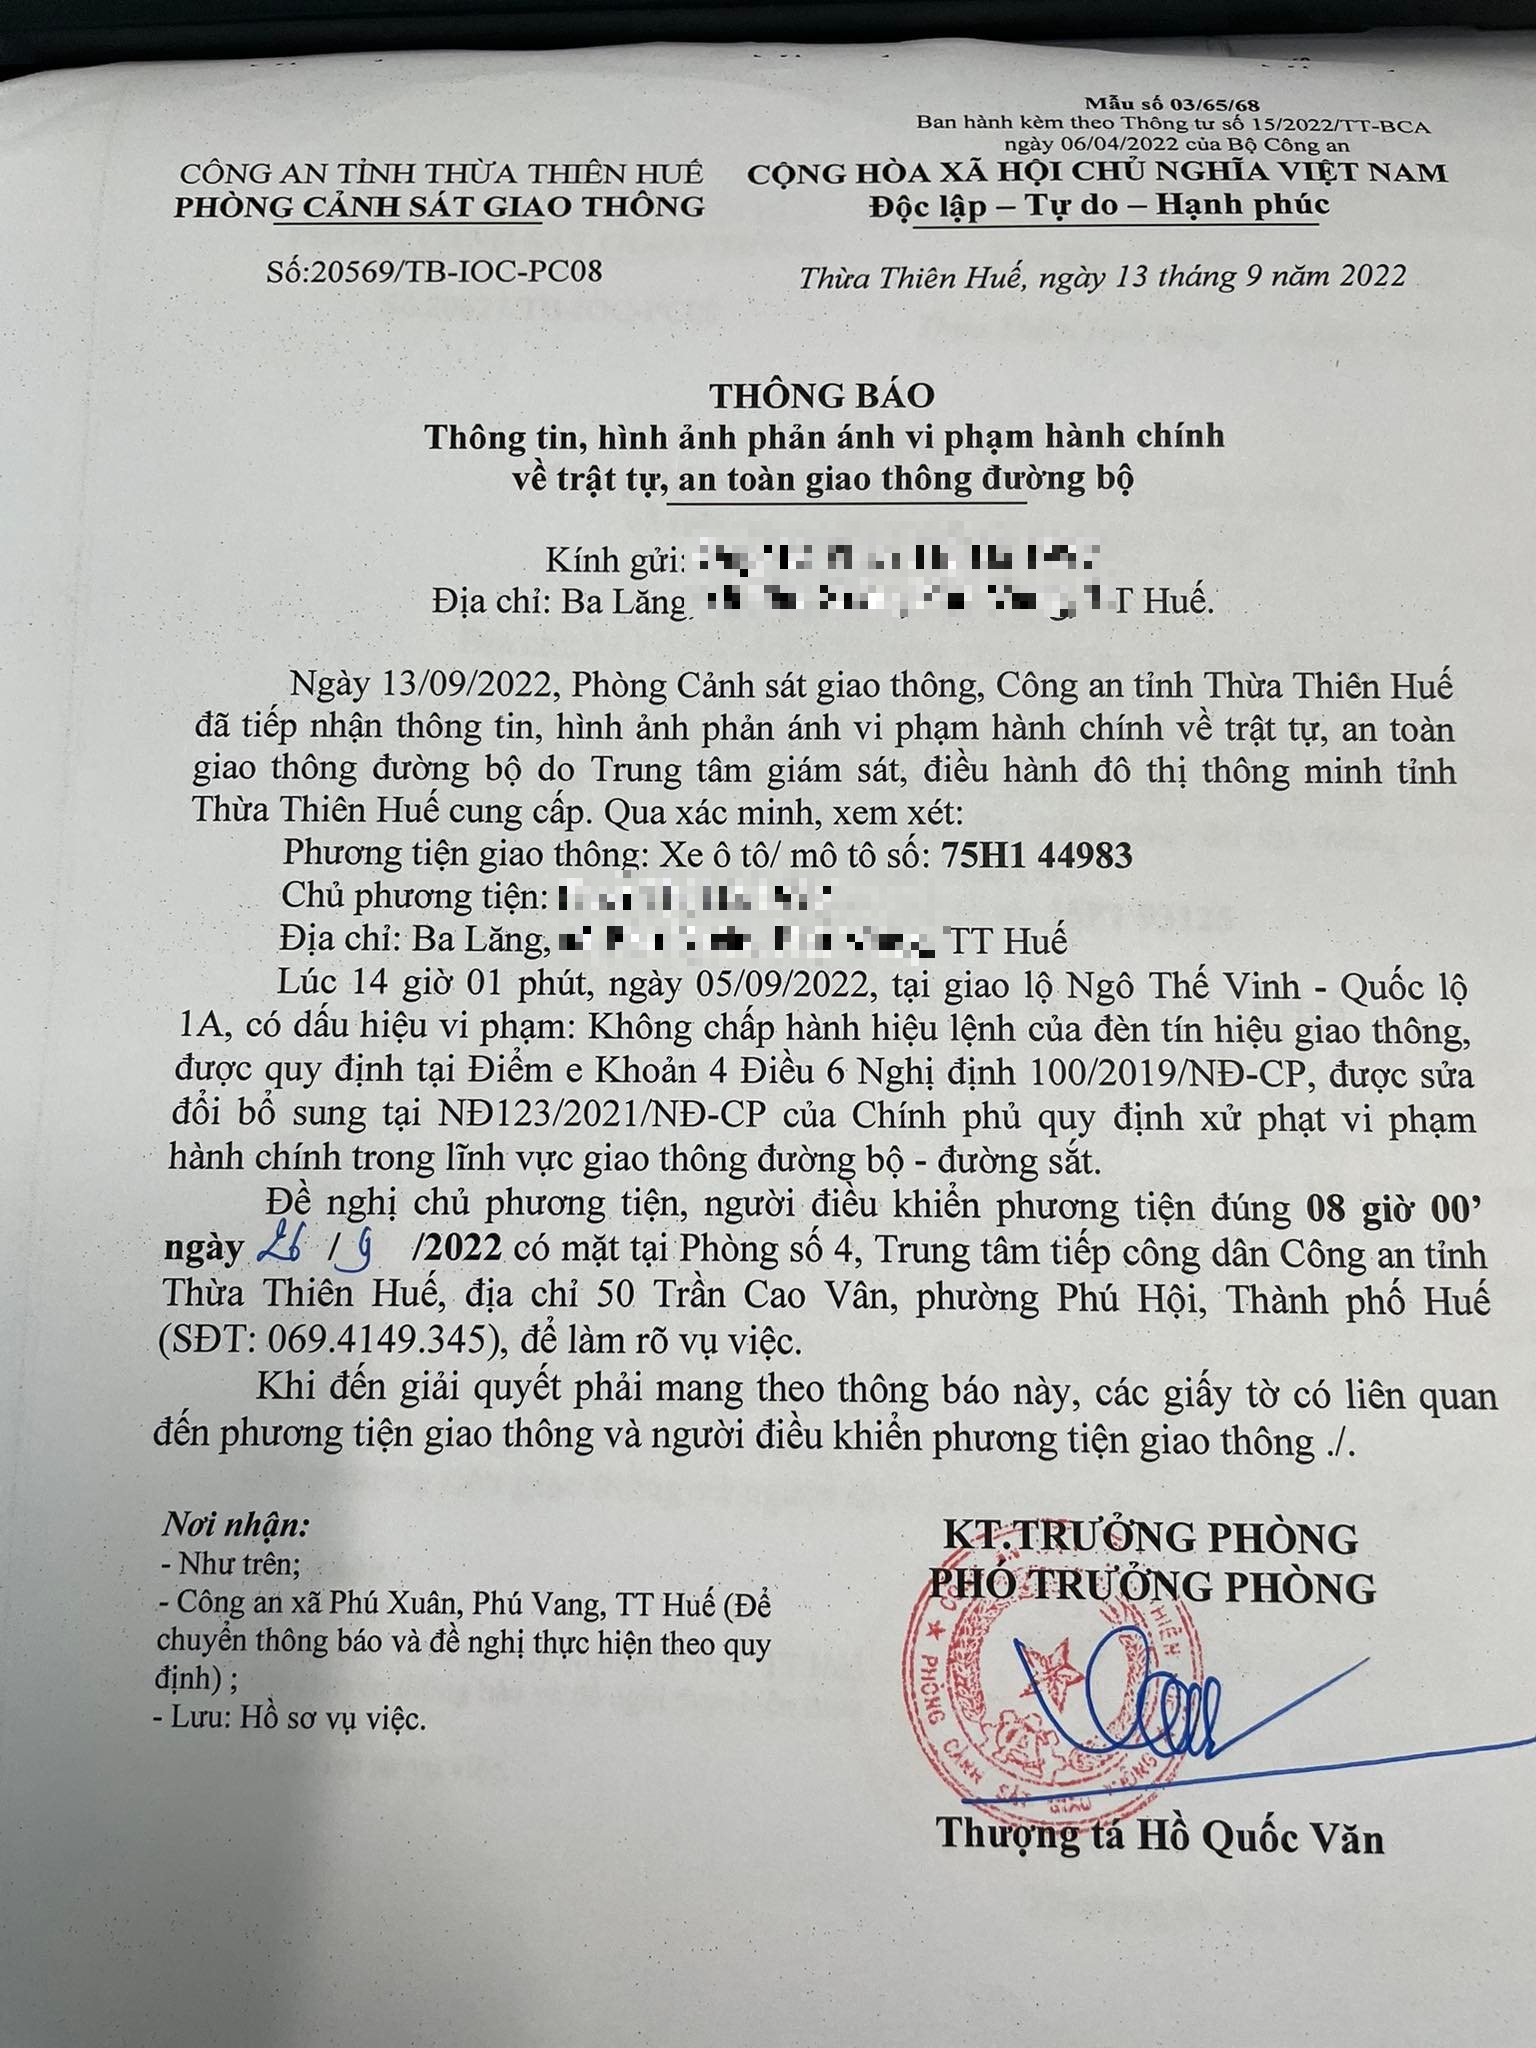 Mẫu số 03/65/68
Ban hành kèm theo Thông tư số 15/2022/TT-BCA
ngày 06/04/2022 của Bộ Công an
CÔNG AN TỈNH THỪA THIÊN HUẾ
PHÒNG CẢNH SÁT GIAO THÔNG
CỘNG HÒA XÃ HỘI CHỦ NGHĨA VIỆT NAM
Độc lập – Tự do – Hạnh phúc
Số:20569/TB-IOC-PC08
Thừa Thiên Huế, ngày 13 tháng 9 năm 2022
THÔNG BÁO
Thông tin, hình ảnh phản ánh vi phạm hành chính
về trật tự, an toàn giao thông đường bộ
Kính gửi:
Địa chỉ: Ba Lăng T Huế.
Ngày 13/09/2022, Phòng Cảnh sát giao thông, Công an tỉnh Thừa Thiên Huế
đã tiếp nhận thông tin, hình ảnh phản ánh vi phạm hành chính về trật tự, an toàn
giao thông đường bộ do Trung tâm giám sát, điều hành đô thị thông minh tỉnh
Thừa Thiên Huế cung cấp. Qua xác minh, xem xét:
Phương tiện giao thông: Xe ô tô/ mô tô số: 75H1 44983
Chủ phương tiện:
Địa chỉ: Ba Lăng, TT Huế
Lúc 14 giờ 01 phút, ngày 05/09/2022, tại giao lộ Ngô Thế Vinh - Quốc lộ
1A, có dấu hiệu vi phạm: Không chấp hành hiệu lệnh của đèn tín hiệu giao thông,
được quy định tại Điểm e Khoản 4 Điều 6 Nghị định 100/2019/NĐ-CP, được sửa
đổi bổ sung tại NĐ123/2021/NĐ-CP của Chính phủ quy định xử phạt vi phạm
hành chính trong lĩnh vực giao thông đường bộ - đường sắt.
Đề nghị chủ phương tiện, người điều khiển phương tiện đúng 08 giờ 00’
ngày 26 / 9 /2022 có mặt tại Phòng số 4, Trung tâm tiếp công dân Công an tỉnh
Thừa Thiên Huế, địa chỉ 50 Trần Cao Vân, phường Phú Hội, Thành phố Huế
(SĐT: 069.4149.345), để làm rõ vụ việc.
Khi đến giải quyết phải mang theo thông báo này, các giấy tờ có liên quan
đến phương tiện giao thông và người điều khiển phương tiện giao thông ./.
Nơi nhận:
- Như trên;
- Công an xã Phú Xuân, Phú Vang, TT Huế (Để
chuyển thông báo và đề nghị thực hiện theo quy
định) ;
- Lưu: Hồ sơ vụ việc.
KT.TRƯỞNG PHÒNG
PHÓ TRƯỞNG PHÒNG
PHÒNG CẢNH SÁT GIAO THÔNG
Thượng tá Hồ Quốc Văn